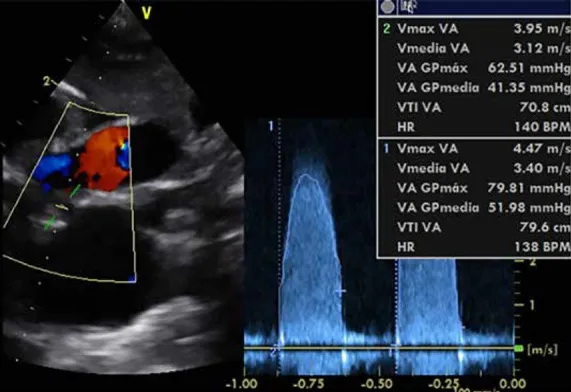 V
2
1
2 Vmax VA 3.95 m/s
Vmedia VA 3.12 m/s
VA GPmáx 62.51 mmHg
VA GPmedia 41.35 mmHg
VTI VA 70.8 cm
HR 140 BPM
1 Vmax VA 4.47 m/s
Vmedia VA 3.40 m/s
VA GPmáx 79.81 mmHg
VA GPmedia 51.98 mmHg
VTI VA 79.6 cm
HR 138 BPM
2
1
[m/s]
-1.00 -0.75 -0.50 -0.25 0.00